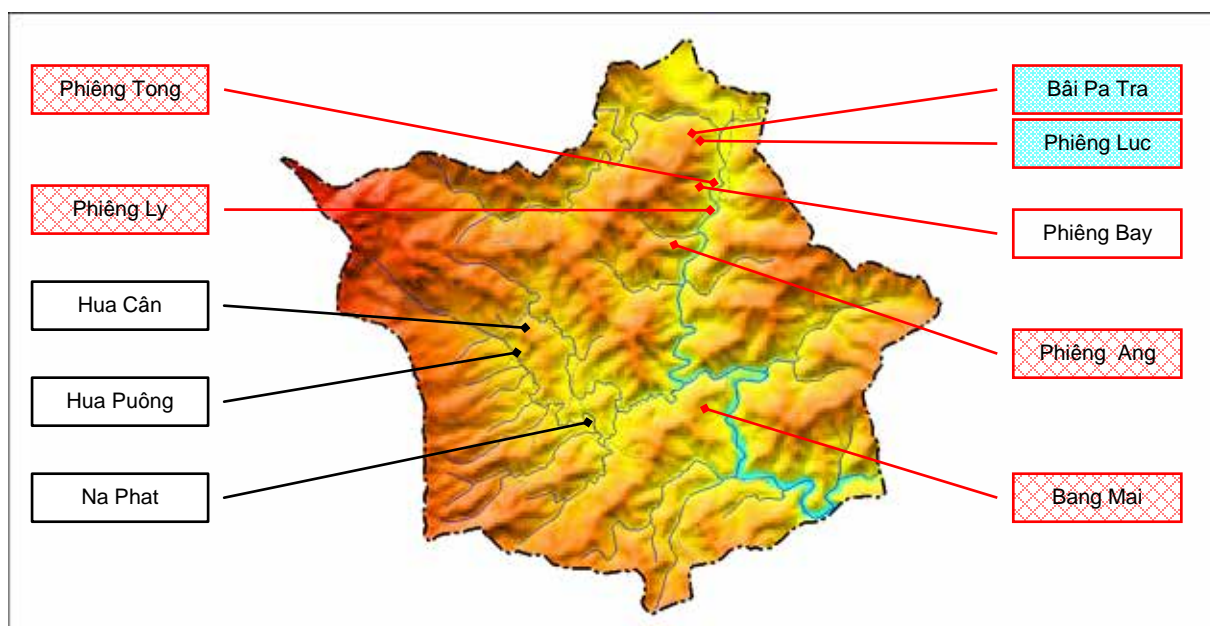 Phiêng Tong
Phiêng Ly
Hua Cân
Hua Puông
Na Phat
Bâi Pa Tra
Phiêng Luc
Phiêng Bay
Phiêng Ang
Bang Mai